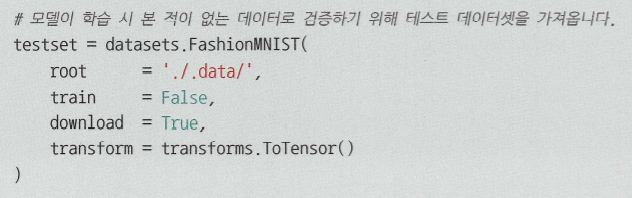 # 모델이 학습 시 본 적이 없는 데이터로 검증하기 위해 테스트 데이터셋을 가져옵니다.
testset = datasets.FashionMNIST(
    root      = './.data/',
    train     = False,
    download  = True,
    transform = transforms.ToTensor()
)